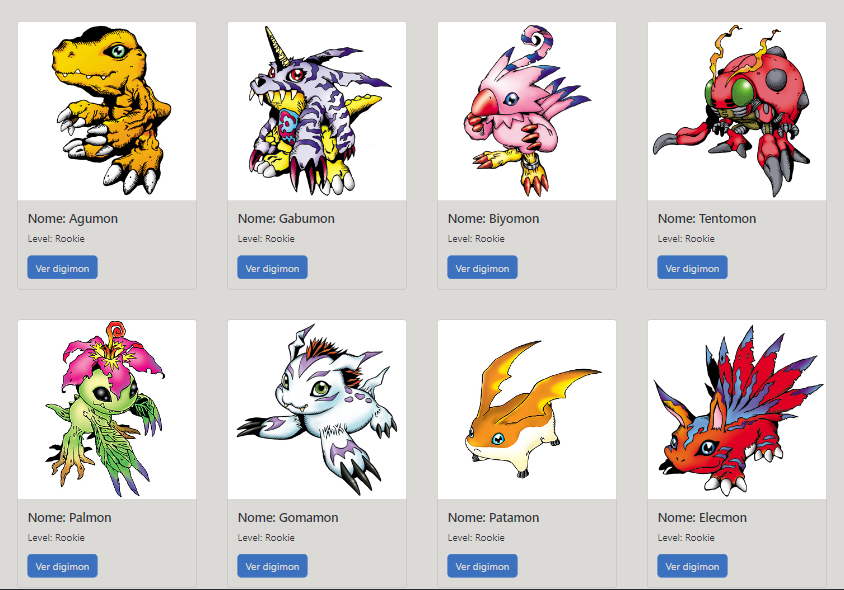 Nome: Agumon
Level: Rookie
Ver digimon
Nome: Gabumon
Level: Rookie
Ver digimon
Nome: Biyomon
Level: Rookie
Ver digimon
Nome: Tentomon
Level: Rookie
Ver digimon
Nome: Palmon
Level: Rookie
Ver digimon
Nome: Gomamon
Level: Rookie
Ver digimon
Nome: Patamon
Level: Rookie
Ver digimon
Nome: Elecmon
Level: Rookie
Ver digimon